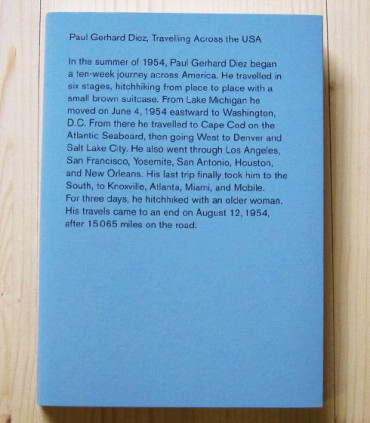 Paul Gerhard Diez, Travelling Across the USA
In the summer of 1954, Paul Gerhard Diez began
a ten-week journey across America. He travelled in
six stages, hitchhiking from place to place with a
small brown suitcase. From Lake Michigan he
moved on June 4, 1954 eastward to Washington,
D.C. From there he travelled to Cape Cod on the
Atlantic Seaboard, then going West to Denver and
Salt Lake City. He also went through Los Angeles,
San Francisco, Yosemite, San Antonio, Houston,
and New Orleans. His last trip finally took him to the
South, to Knoxville, Atlanta, Miami, and Mobile.
For three days, he hitchhiked with an older woman.
His travels came to an end on August 12, 1954,
after 15065 miles on the road.